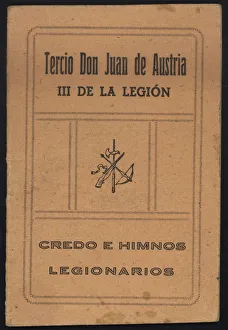 Tercio Don Juan de Austria
III DE LA LEGIÓN
CREDO E HIMNOS
LEGIONARIOS